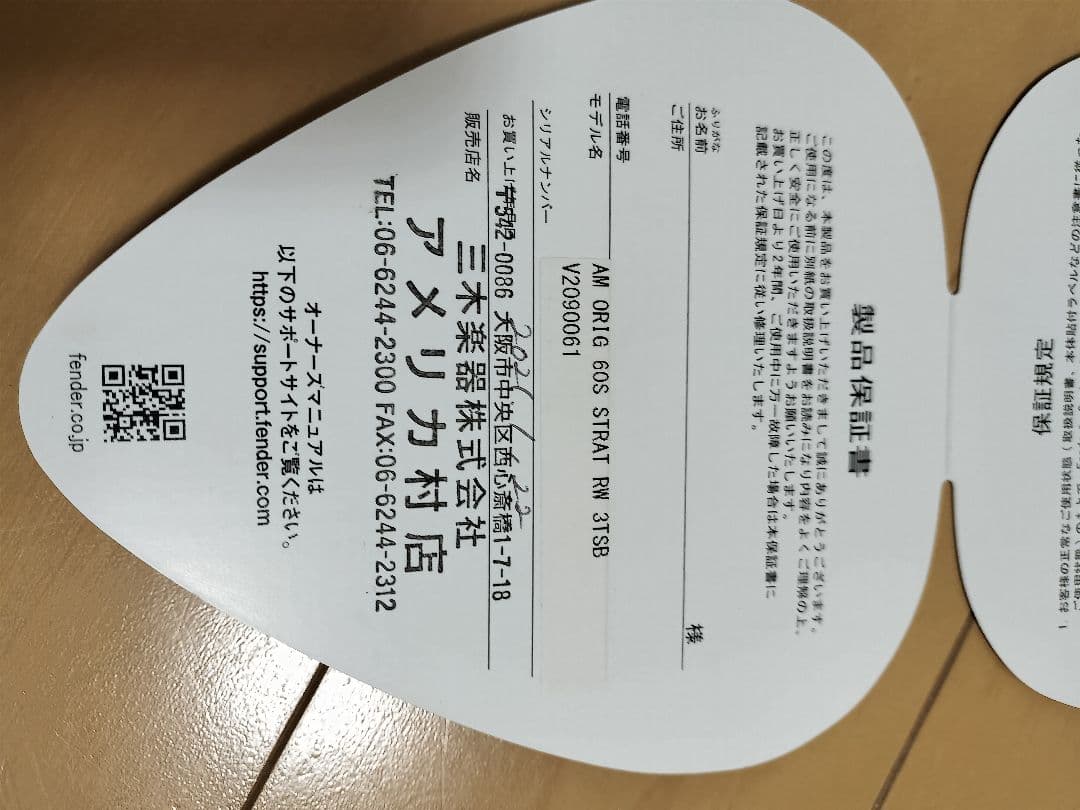 製品保証書
この度は、本製品をお買い上げいただきまして誠にありがとうございます。
ご使用になる前に別紙の取扱説明書をお読みになり内容をよくご理解の上、
正しく安全にご使用いただきますようお願いいたします。
お買い上げ日より2年間、ご使用中に万一故障した場合は本保証書に
記載された保証規定に従い修理いたします。
ふりがな
お名前 様
ご住所
電話番号
モデル名 AM ORIG 60S STRAT RW 3TSB
V2090061
シリアルナンバー
お買い上げ
〒542-0086 大阪市中央区西心斎橋1-7-18
販売店名
三木楽器株式会社
アメリカ村店
TEL:06-6244-2300 FAX:06-6244-2312
オーナーズマニュアルは
以下のサポートサイトをご覧ください。
https://support.fender.com
fender.co.jp
修理規定